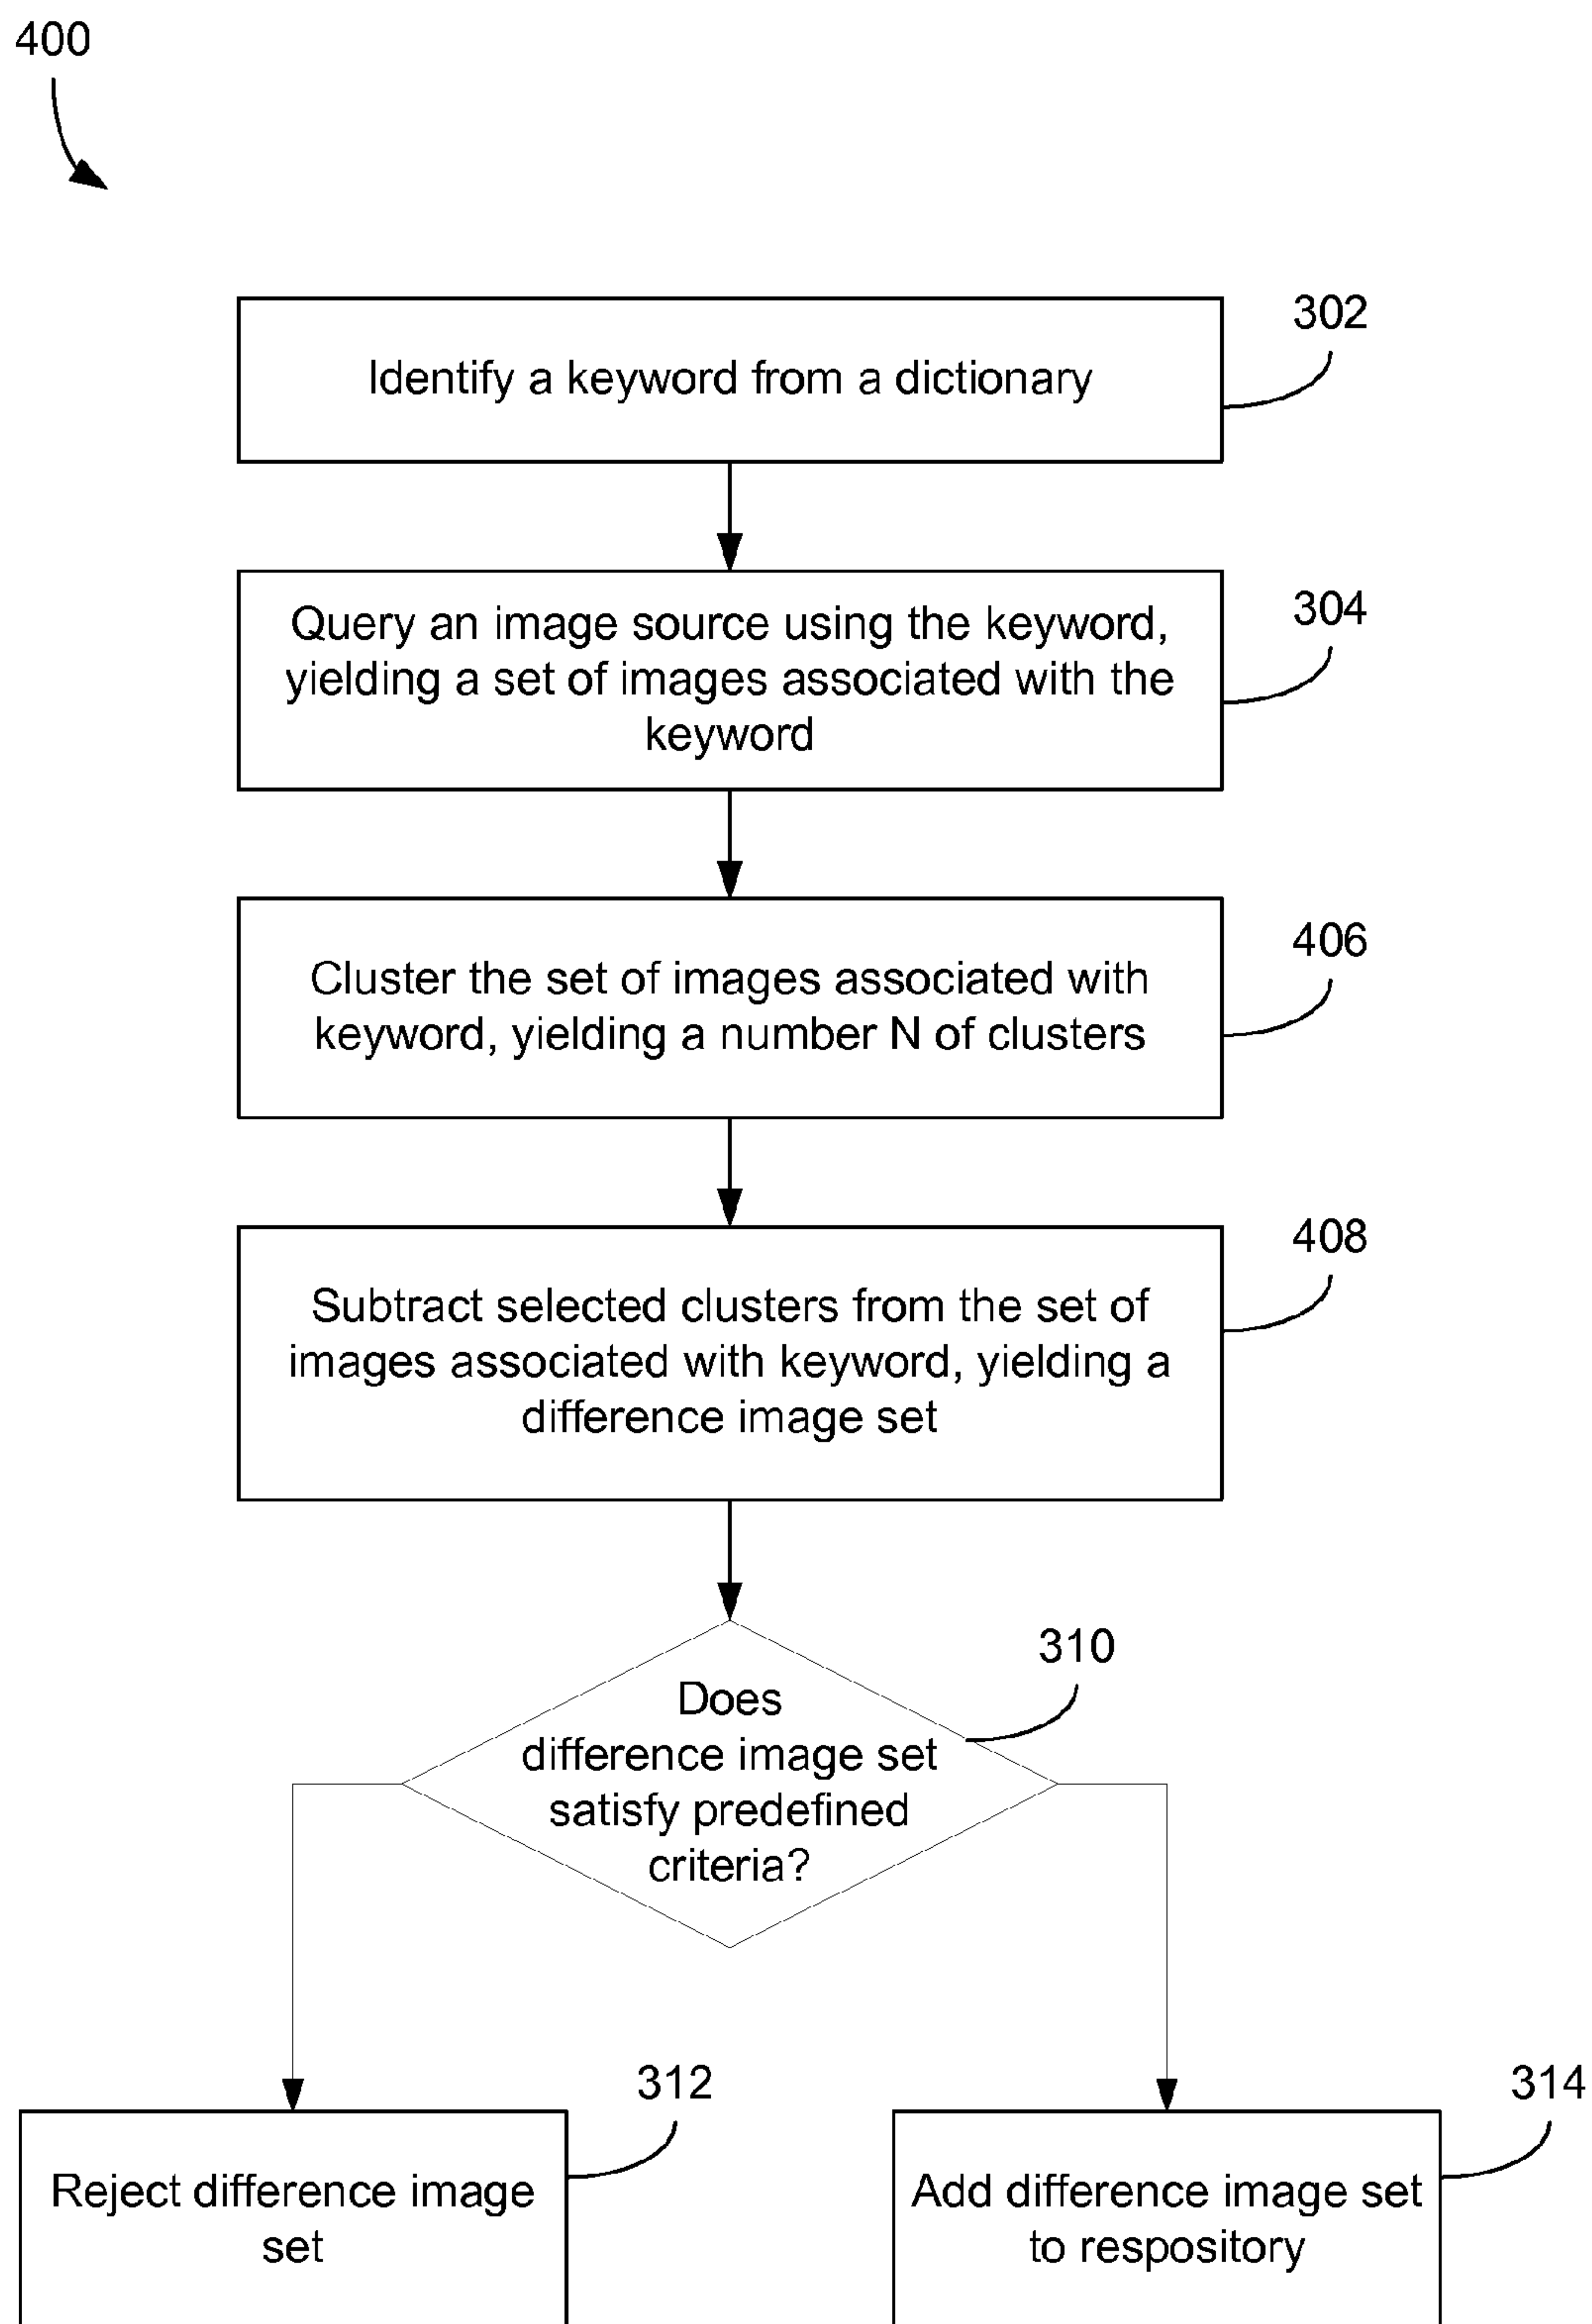 400
302
Identify a keyword from a dictionary
304
Query an image source using the keyword,
yielding a set of images associated with the
keyword
406
Cluster the set of images associated with
keyword, yielding a number N of clusters
408
Subtract selected clusters from the set of
images associated with keyword, yielding a
difference image set
310
Does
difference image set
satisfy predefined
criteria?
312
Reject difference image
set
314
Add difference image set
to respository